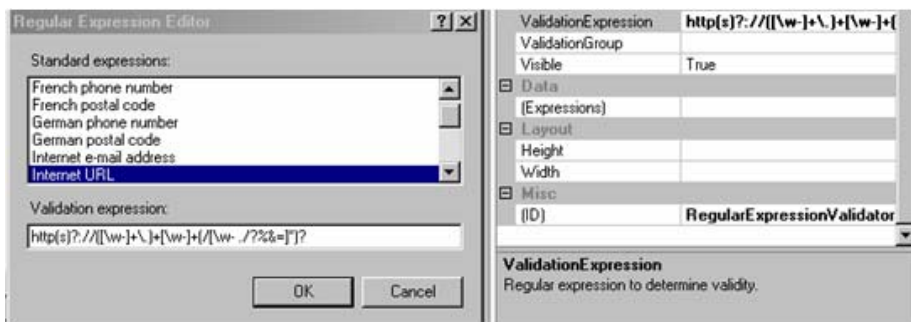 Regular Expression Editor
Standard expressions:
French phone number
French postal code
German phone number
German postal code
Internet e-mail address
Internet URL
Validation expression:
http(s)?://([\w-]+\.)+[\w-]+(/[\w- ./?%&=]*)?
OK
Cancel
ValidationExpression http(s)?://([\w-]+\.)+[\w-]+(
ValidationGroup
Visible True
Data
(Expressions)
Layout
Height
Width
Misc
(ID) RegularExpressionValidator
ValidationExpression
Regular expression to determine validity.